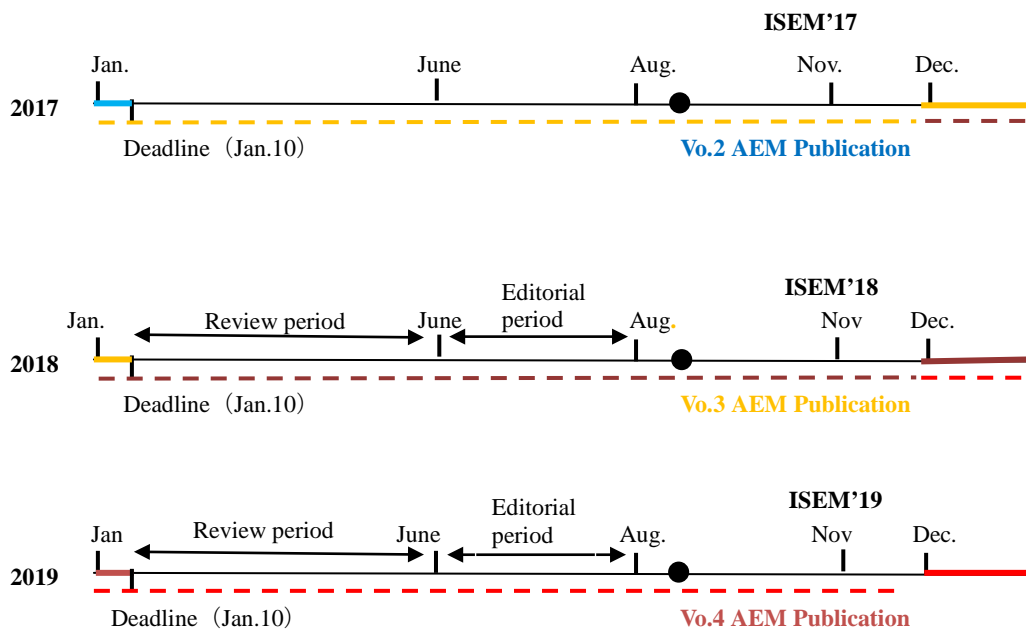 ISEM’17
Jan. June Aug. Nov. Dec.
2017
Deadline（Jan.10） Vo.2 AEM Publication
ISEM’18
Editorial
Jan. Review period June period Aug. Nov Dec.
2018
Deadline（Jan.10） Vo.3 AEM Publication
ISEM’19
Editorial
Jan Review period June period Aug. Nov Dec.
2019
Deadline（Jan.10） Vo.4 AEM Publication